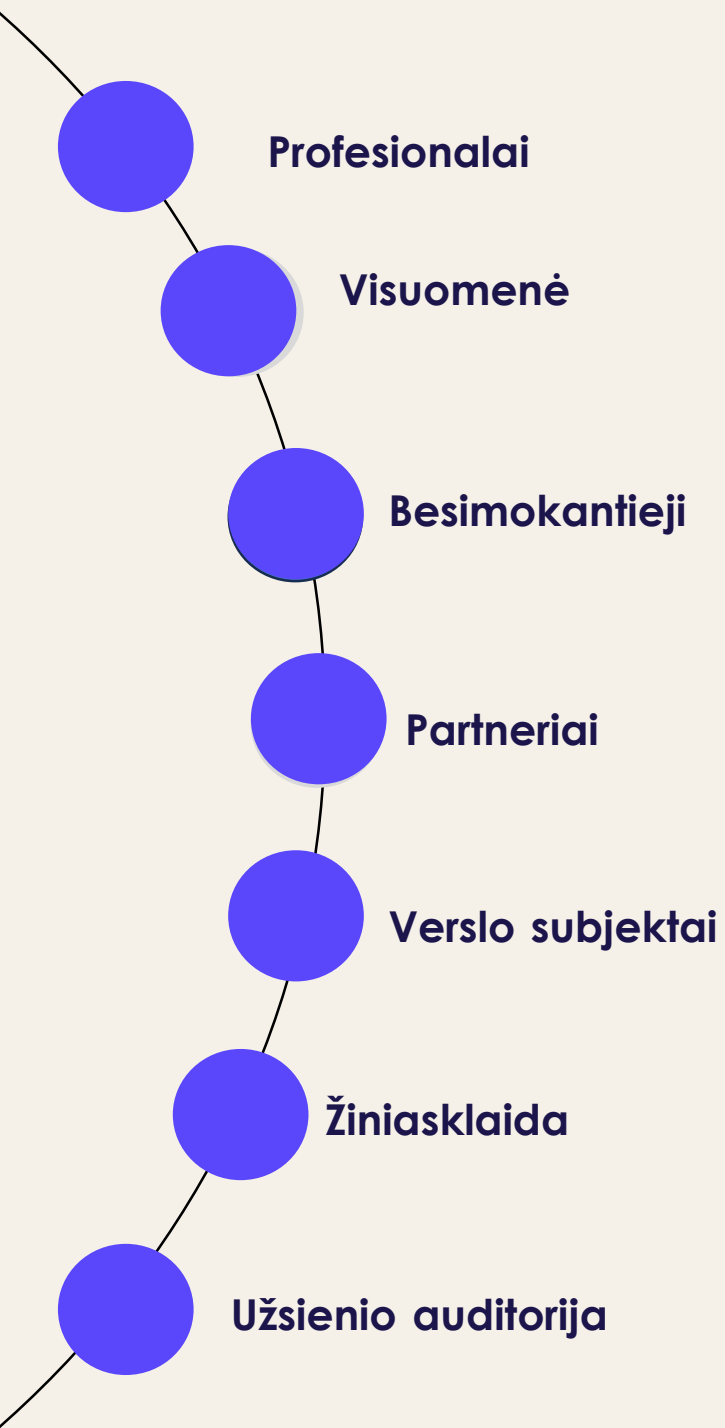 Profesionalai
Visuomenė
Besimokantieji
Partneriai
Verslo subjektai
Žiniasklaida
Užsienio auditorija